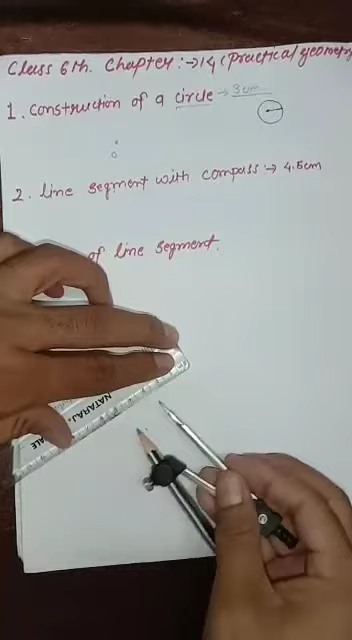 Class 6th. Chapter:→14 (Practical geometry
1. Construction of a circle → 3cm
2. line segment with compass:→ 4.5cm
of line segment.
NATARAJ
ALE